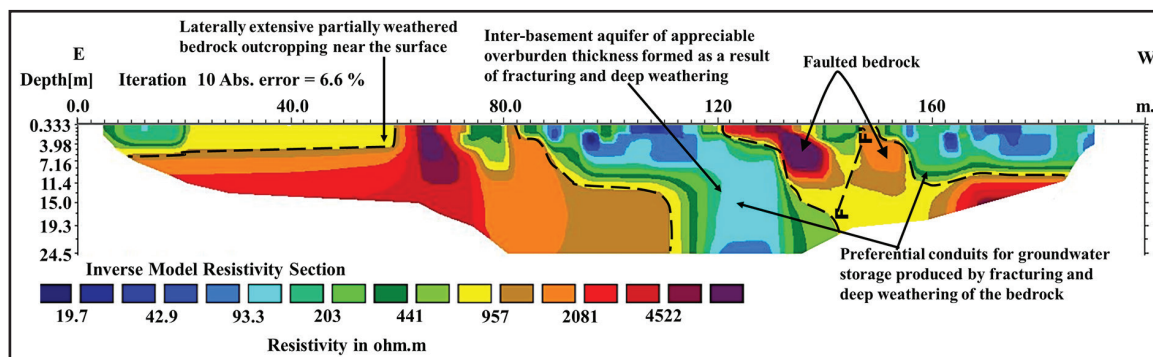 Laterally extensive partially weathered
bedrock outcropping near the surface
Inter-basement aquifer of appreciable
overburden thickness formed as a result
of fracturing and deep weathering
Faulted bedrock
E
W
Depth[m] Iteration 10 Abs. error = 6.6 %
0.0 40.0 80.0 120 160 m.
0.333
3.98
7.16
11.4
15.0
19.3
24.5
F
F
Preferential conduits for groundwater
storage produced by fracturing and
deep weathering of the bedrock
Inverse Model Resistivity Section
19.7 42.9 93.3 203 441 957 2081 4522
Resistivity in ohm.m